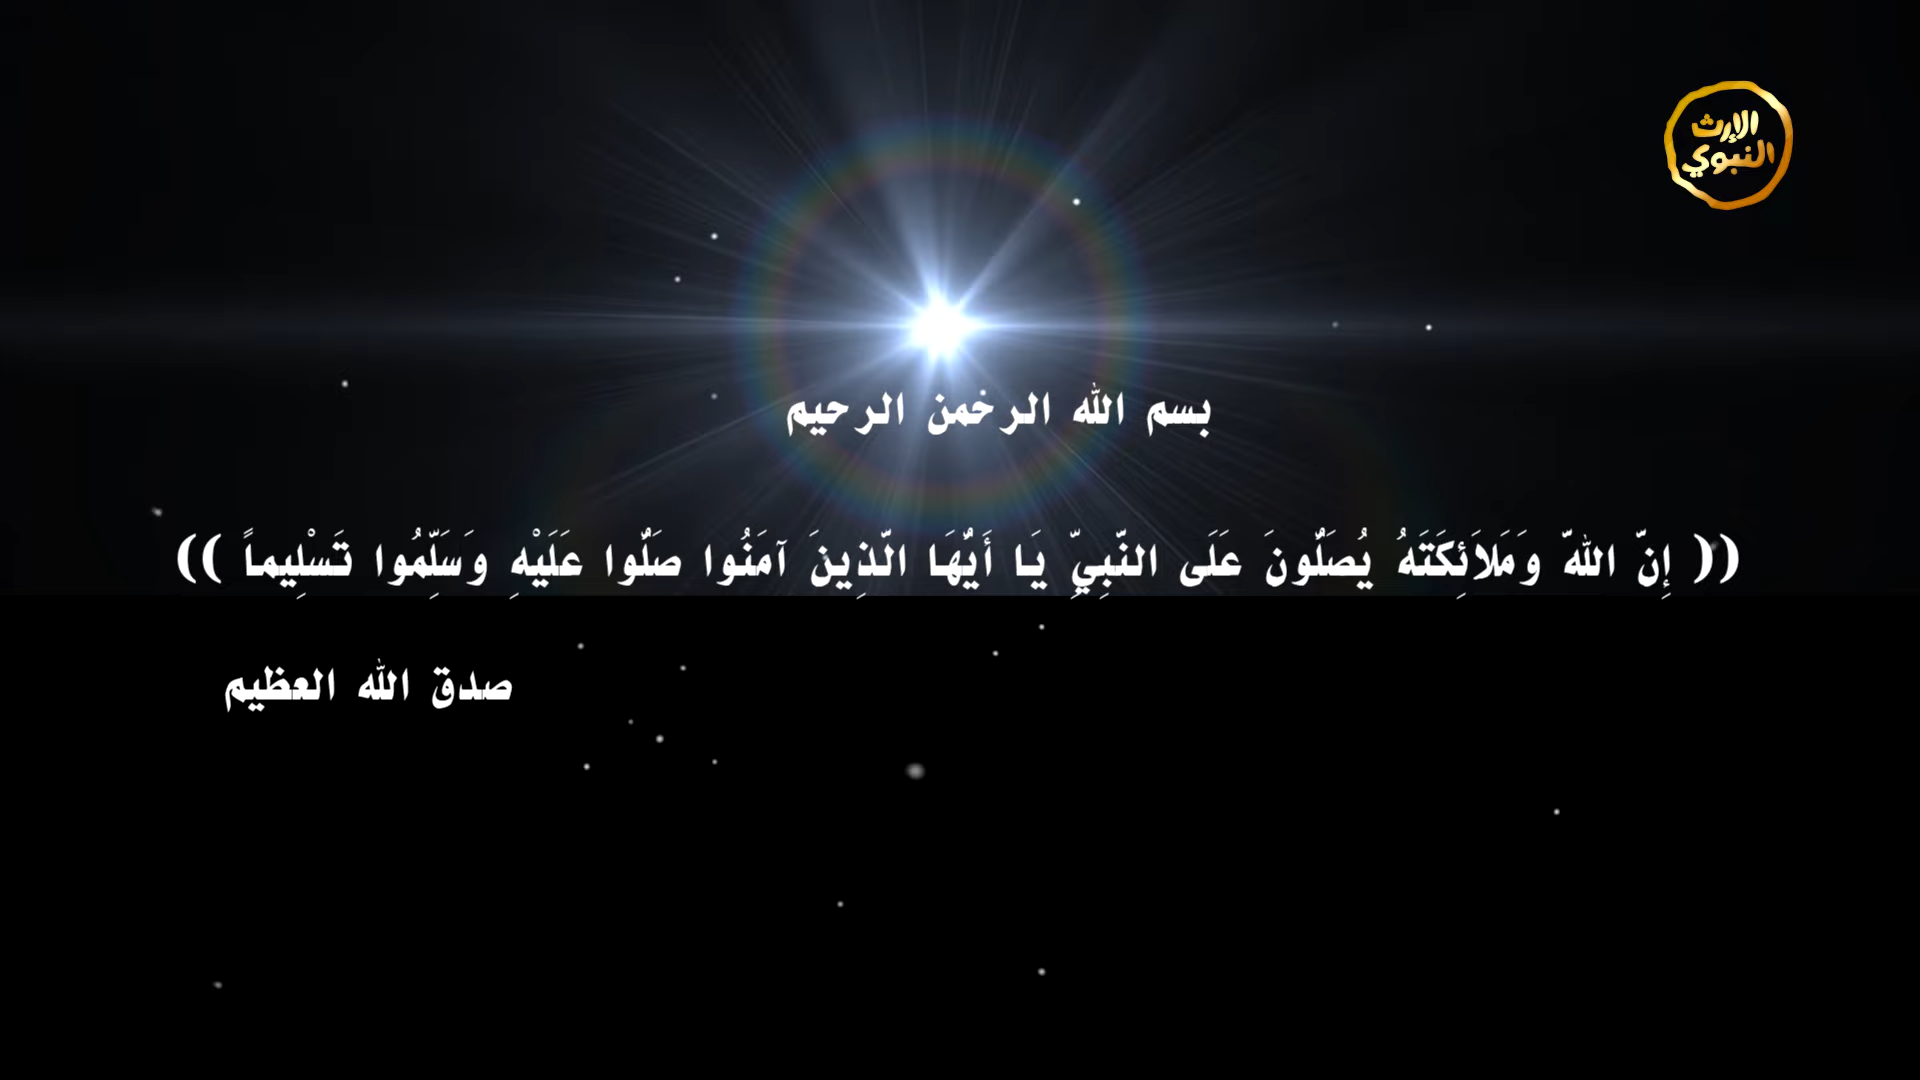 الإرث
النبوي
بسم الله الرحمن الرحيم
(( إِنّ اللهّ وَمَلاَئِكَتَهُ يُصَلّونَ عَلَى النّبِيِّ يَا أَيّهَا الّذِينَ آمَنُوا صَلّوا عَلَيْهِ وَسَلِّمُوا تَسْلِيماً ))
صدق الله العظيم